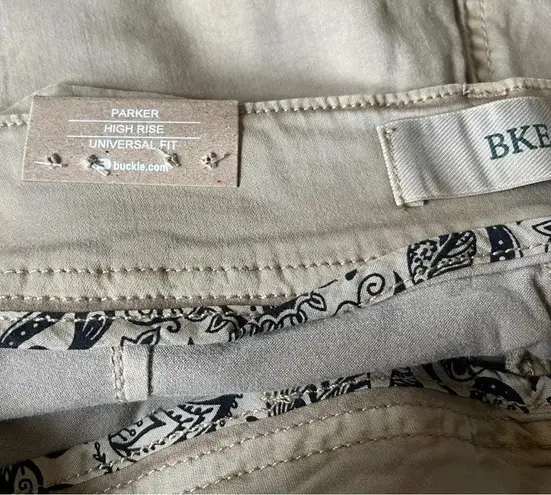 PARKER
HIGH RISE
UNIVERSAL FIT
buckle.com
BKE